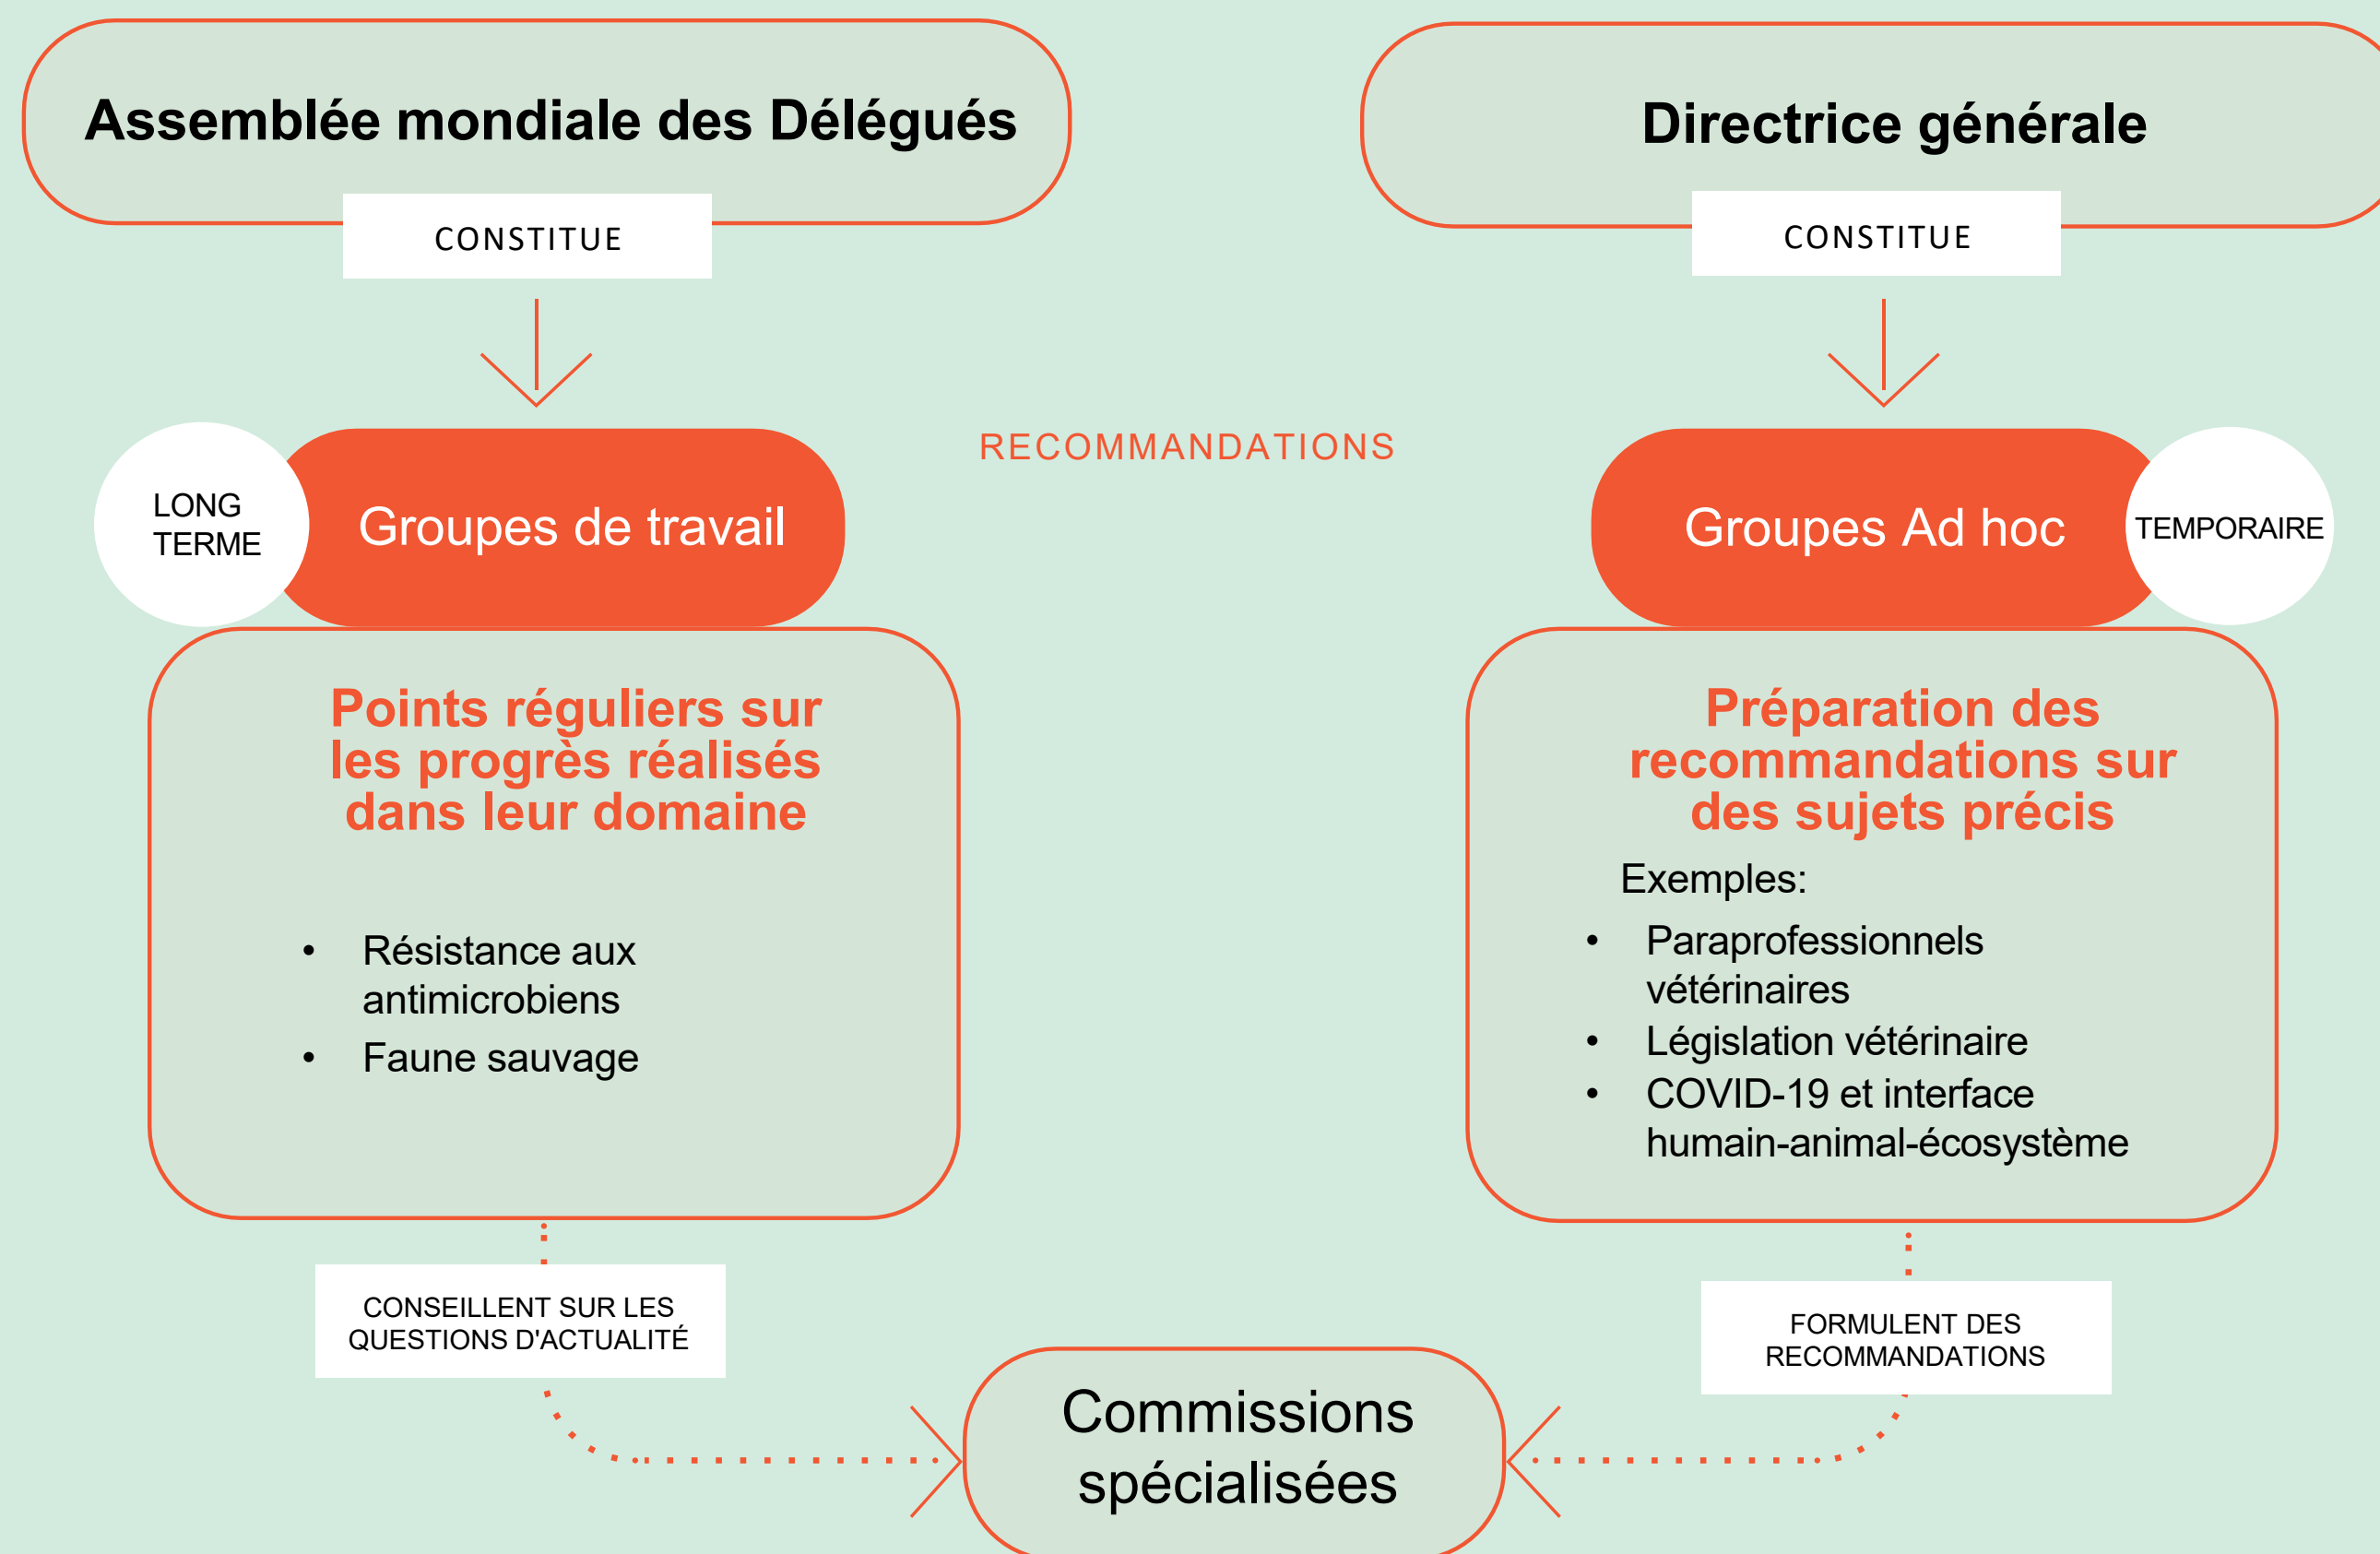 Assemblée mondiale des Délégués
CONSTITUE
Directrice générale
CONSTITUE
RECOMMANDATIONS
LONG
TERME
Groupes de travail
Groupes Ad hoc
TEMPORAIRE
Points réguliers sur
les progrès réalisés
dans leur domaine
• Résistance aux
antimicrobiens
• Faune sauvage
Préparation des
recommandations sur
des sujets précis
Exemples:
• Paraprofessionnels
vétérinaires
• Législation vétérinaire
• COVID-19 et interface
humain-animal-écosystème
CONSEILLENT SUR LES
QUESTIONS D'ACTUALITÉ
FORMULENT DES
RECOMMANDATIONS
Commissions
spécialisées